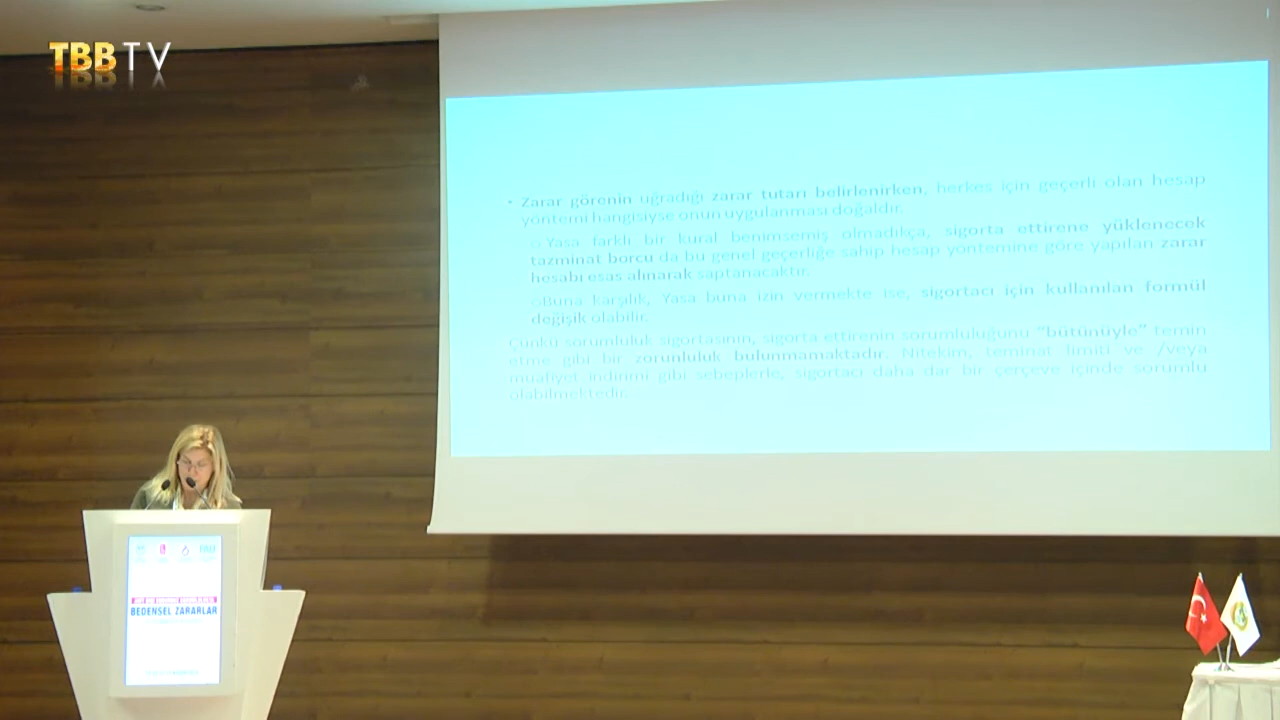 TBB TV
• Zarar görenin uğradığı zarar tutarı belirlenirken, herkes için geçerli olan hesap
yöntemi hangisiyse onun uygulanması doğaldır.
o Yasa farklı bir kural benimsemiş olmadıkça, sigorta ettirene yüklenecek
tazminat borcu da bu genel geçerliğe sahip hesap yöntemine göre yapılan zarar
hesabı esas alınarak saptanacaktır.
oBuna karşılık, Yasa buna izin vermekte ise, sigortacı için kullanılan formül
değişik olabilir.
Çünkü sorumluluk sigortasının, sigorta ettirenin sorumluluğunu “bütünüyle” temin
etme gibi bir zorunluluk bulunmamaktadır. Nitekim, teminat limiti ve /veya
muafiyet indirimi gibi sebeplerle, sigortacı daha dar bir çerçeve içinde sorumlu
olabilmektedir.
BEDENSEL ZARARLAR